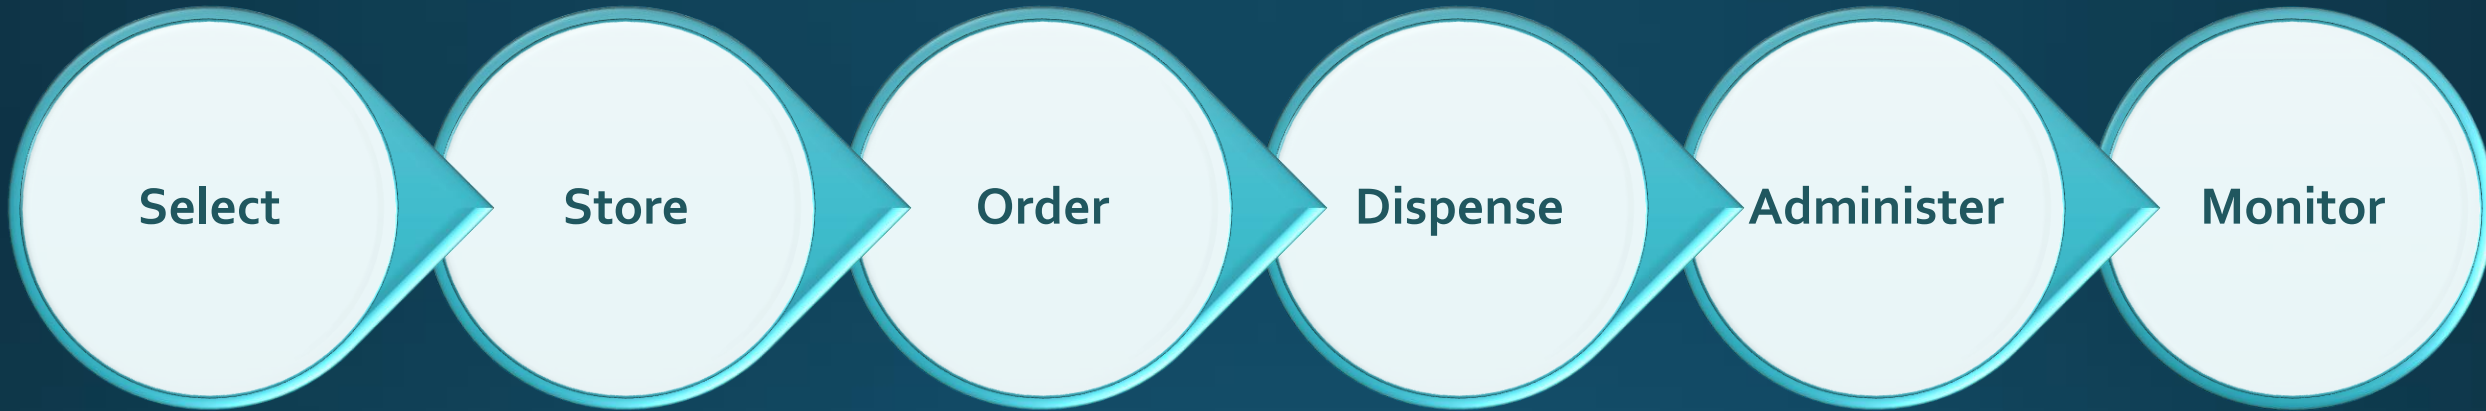 Select
Store
Order
Dispense
Administer
Monitor